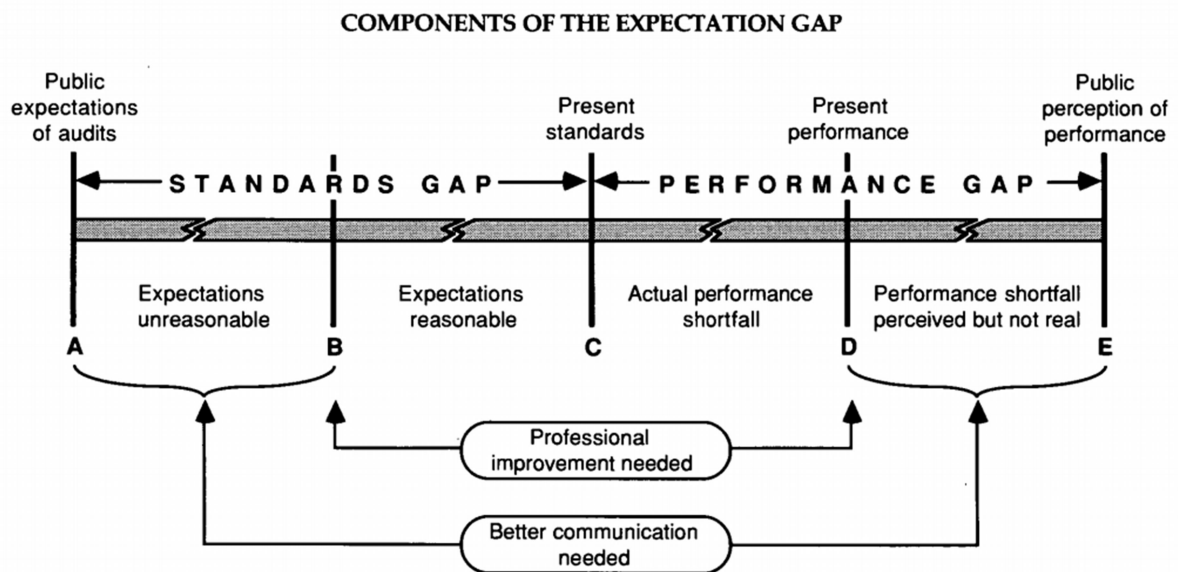 COMPONENTS OF THE EXPECTATION GAP
Public
expectations
of audits
Present
standards
Present
performance
Public
perception of
performance
STANDARDS GAP
PERFORMANCE GAP
Expectations
unreasonable
Expectations
reasonable
Actual performance
shortfall
Performance shortfall
perceived but not real
A
B
C
D
E
Professional
improvement needed
Better communication
needed